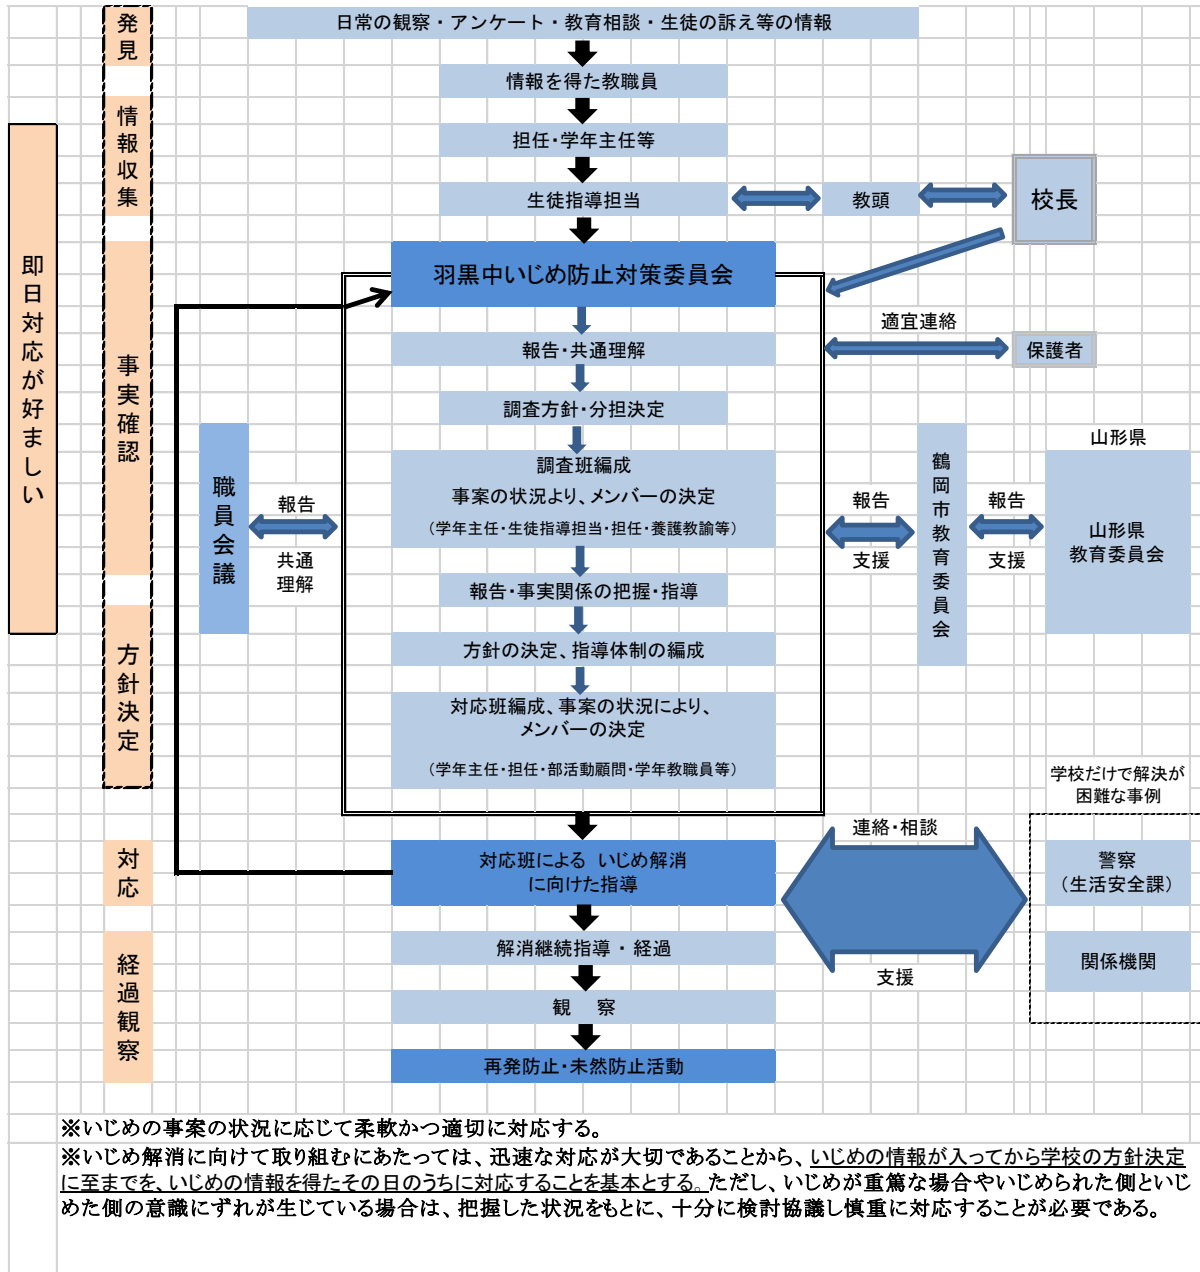 発見
日常の観察・アンケート・教育相談・生徒の訴え等の情報
情報を得た教職員
情報収集
担任・学年主任等
生徒指導担当
教頭
校長
即日対応が好ましい
事実確認
羽黒中いじめ防止対策委員会
適宜連絡
報告・共通理解
保護者
調査方針・分担決定
職員会議
報告
共通
理解
調査班編成
事案の状況より、メンバーの決定
（学年主任・生徒指導担当・担任・養護教諭等）
報告
支援
鶴岡市教育委員会
報告
支援
山形県
山形県
教育委員会
報告・事実関係の把握・指導
方針決定
方針の決定、指導体制の編成
対応班編成、事案の状況により、
メンバーの決定
（学年主任・担任・部活動顧問・学年教職員等）
学校だけで解決が
困難な事例
対応
対応班による いじめ解消
に向けた指導
連絡・相談
支援
警察
（生活安全課）
関係機関
経過観察
解消継続指導 ・ 経過
観　察
再発防止・未然防止活動
※いじめの事案の状況に応じて柔軟かつ適切に対応する。
※いじめ解消に向けて取り組むにあたっては、迅速な対応が大切であることから、いじめの情報が入ってから学校の方針決定
に至までを、いじめの情報を得たその日のうちに対応することを基本とする。ただし、いじめが重篤な場合やいじめられた側といじ
めた側の意識にずれが生じている場合は、把握した状況をもとに、十分に検討協議し慎重に対応することが必要である。